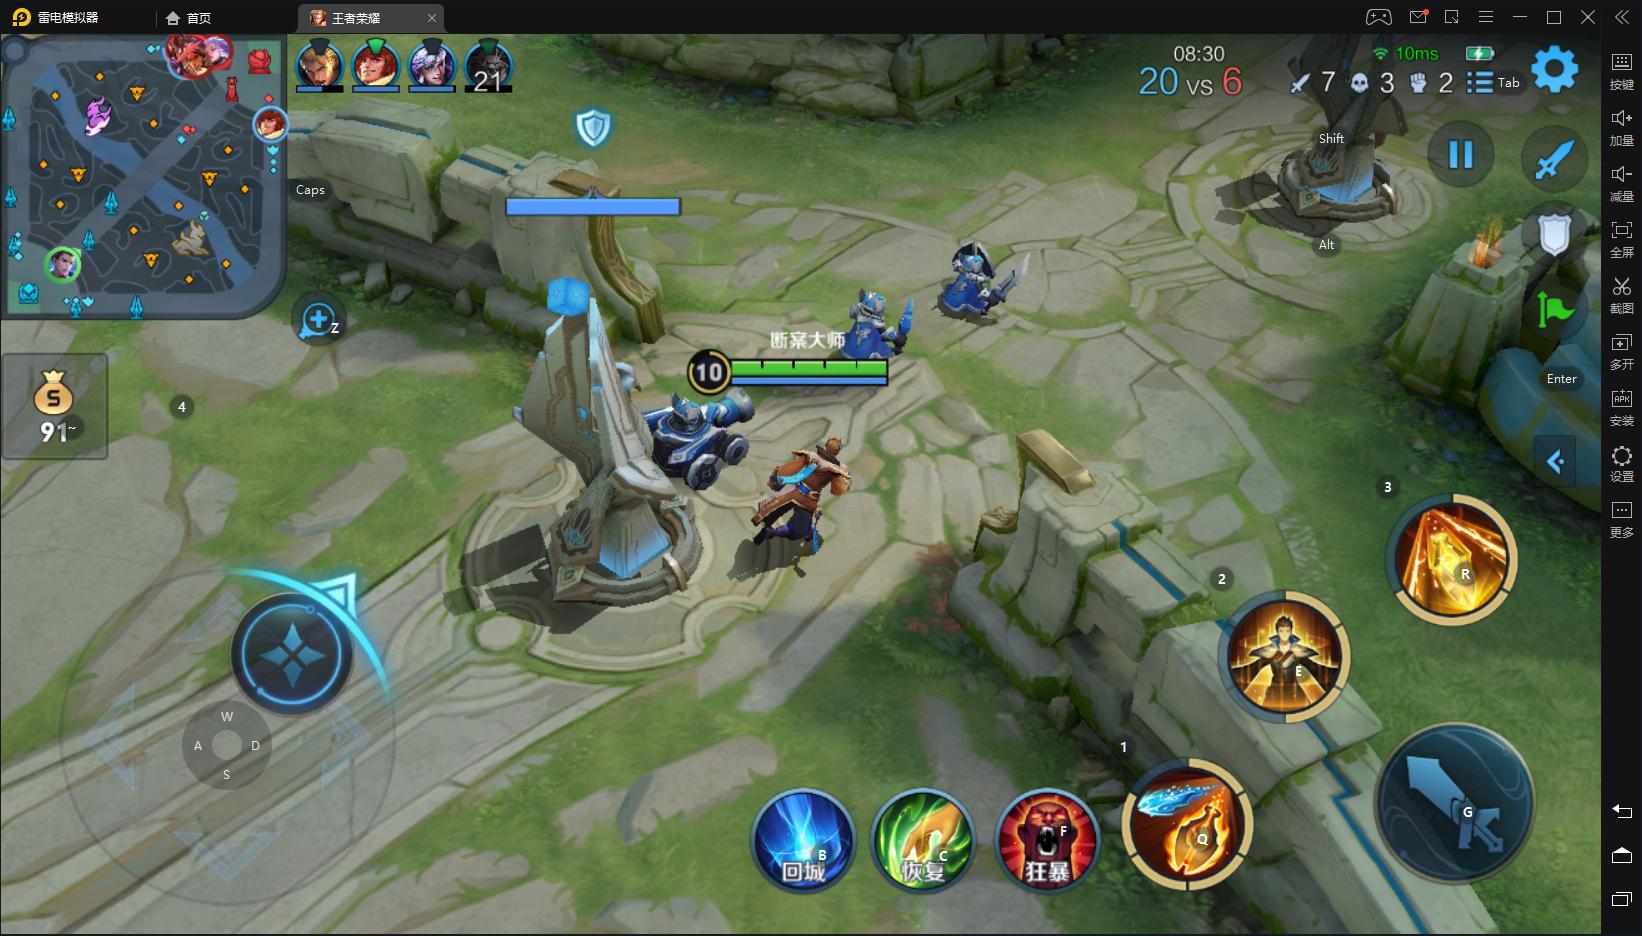 雷电模拟器
首页
王者荣耀
21
08:30
20 vs 6
10ms
7 3 2 Tab
按键
加量
减量
全屏
截图
多开
安装
设置
更多
Caps
Shift
Alt
Z
Enter
断案大师
10
S
91~
4
3
R
2
E
1
Q
W
A D
S
B
回城
C
恢复
F
狂暴
G
APK